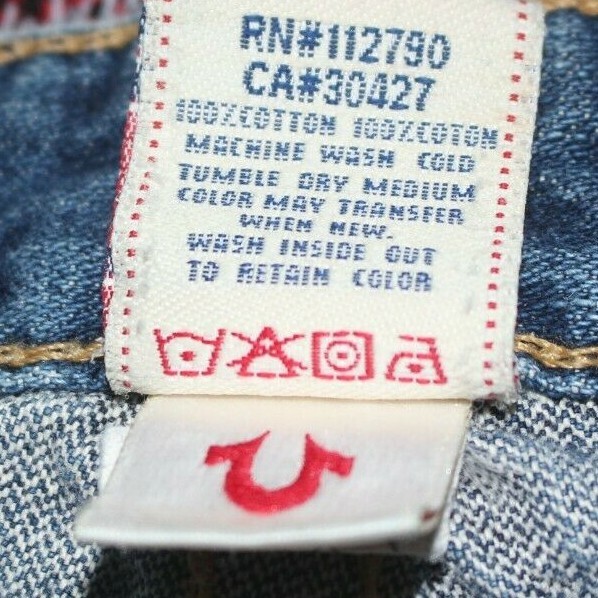 RN#112790
CA#30427
100%COTTON 100%COTON
MACHINE WASH COLD
TUMBLE DRY MEDIUM
COLOR MAY TRANSFER
WHEN NEW.
WASH INSIDE OUT
TO RETAIN COLOR